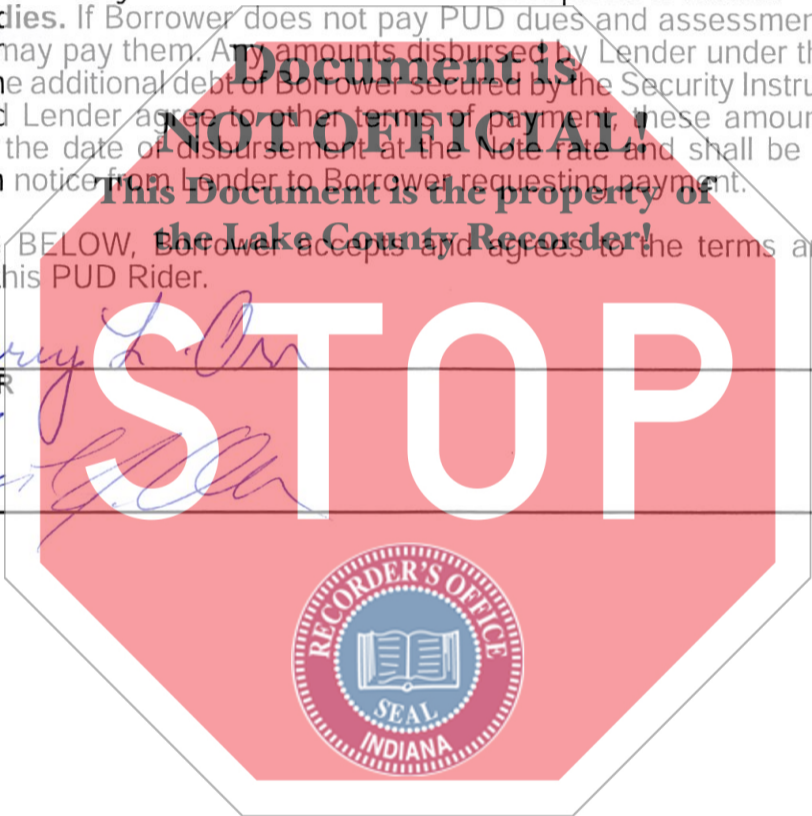 dies. If Borrower does not pay PUD dues and assessmen
may pay them. Any amounts disbursed by Lender under th
ne additional debt of Borrower secured by the Security Instru
d Lender agree to other terms of payment, these amour
the date of disbursement at the Note rate and shall be
n notice from Lender to Borrower requesting payment.
Document is
NOT OFFICIAL!
This Document is the property of
the Lake County Recorder!
BELOW, Borrower accepts and agrees to the terms a
his PUD Rider.
STOP
L. Orr
R
RECORDER'S OFFICE
SEAL
INDIANA